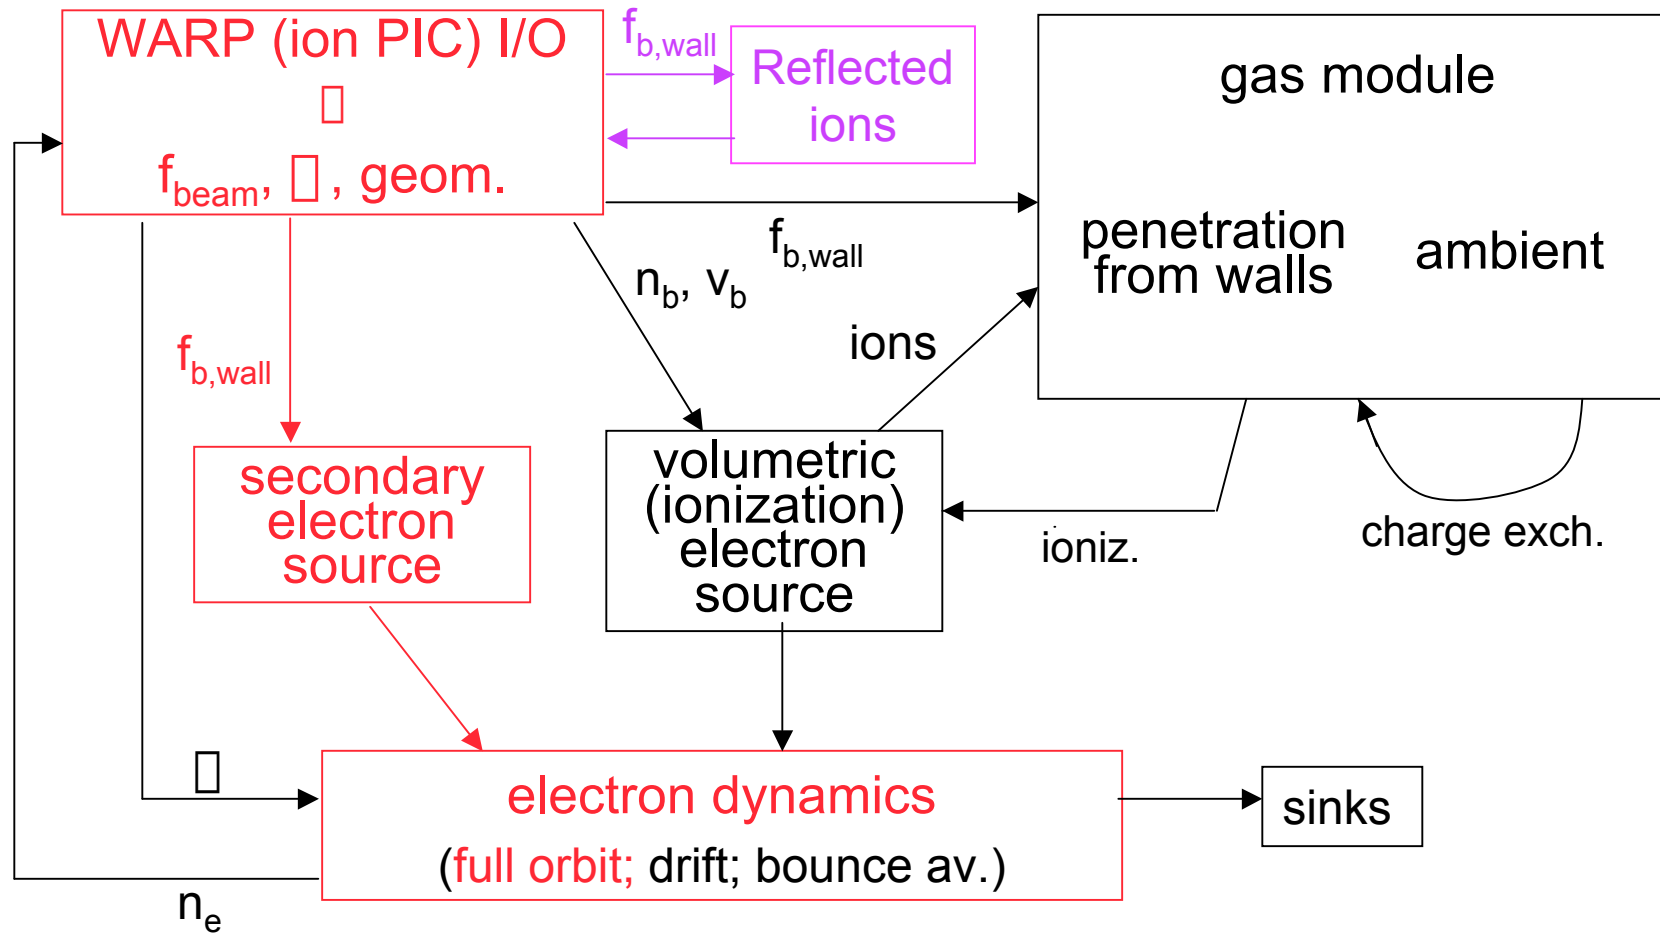 WARP (ion PIC) I/O
▯
f_beam, ▯ , geom.
f_b,wall
Reflected
ions
gas module
penetration
from walls
ambient
f_b,wall
n_b, v_b
ions
f_b,wall
secondary
electron
source
volumetric
(ionization)
electron
source
ioniz.
charge exch.
▯
electron dynamics
(full orbit; drift; bounce av.)
sinks
n_e